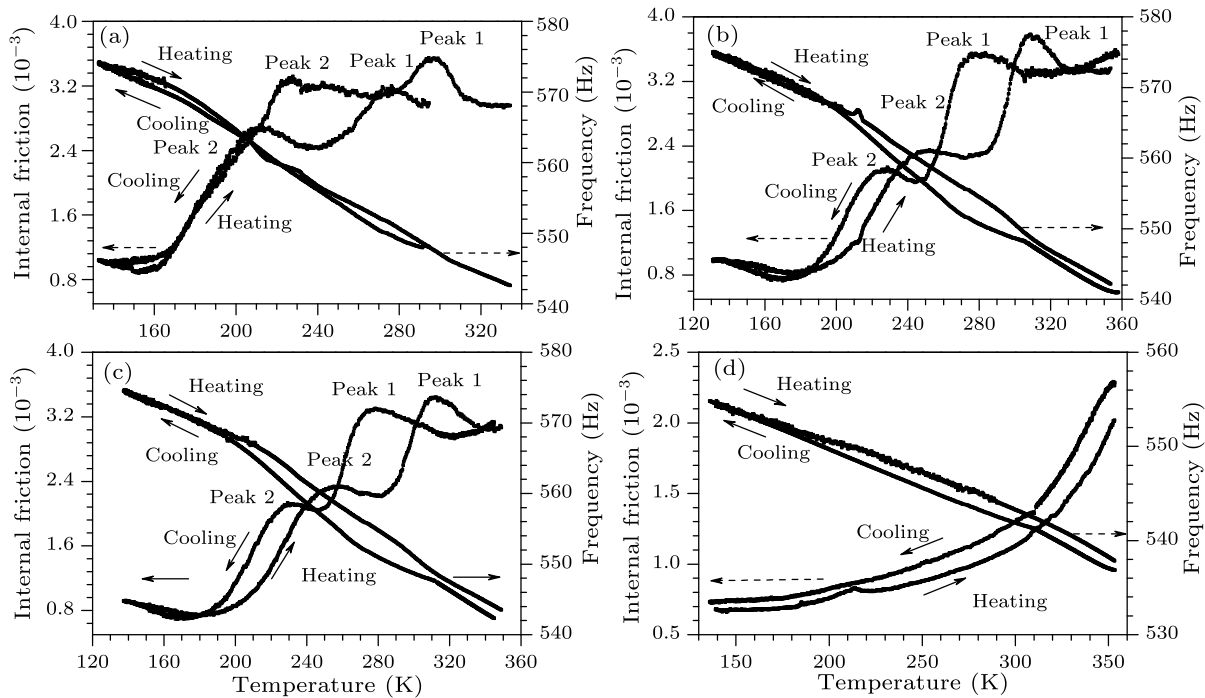 (a)
4.0
3.2
2.4
1.6
0.8
Internal friction (10⁻³)
580
570
560
550
540
Frequency (Hz)
Heating
Peak 2
Peak 1
Peak 1
Cooling
Peak 2
Cooling
Heating
160 200 240 280 320
(b)
4.0
3.2
2.4
1.6
0.8
Internal friction (10⁻³)
580
570
560
550
540
Frequency (Hz)
Peak 1
Peak 1
Heating
Cooling
Peak 2
Peak 2
Cooling
Heating
120 160 200 240 280 320 360
(c)
4.0
3.2
2.4
1.6
0.8
Internal friction (10⁻³)
580
570
560
550
540
Frequency (Hz)
Heating
Peak 1
Peak 1
Cooling
Peak 2
Peak 2
Cooling
Heating
120 160 200 240 280 320 360
Temperature (K)
(d)
2.5
2.0
1.5
1.0
0.5
Internal friction (10⁻³)
560
550
540
530
Frequency (Hz)
Heating
Cooling
Cooling
Heating
150 200 250 300 350
Temperature (K)